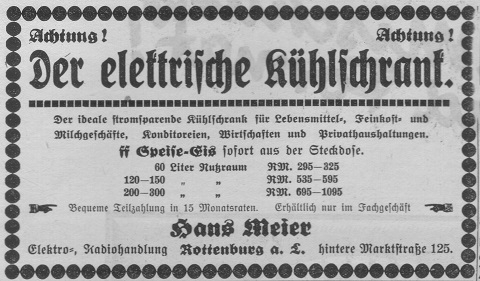 Achtung! Achtung!
Der elektrische Kühlschrank.
Der ideale stromsparende Kühlschrank für Lebensmittel-, Feinkost- und
Milchgeschäfte, Konditoreien, Wirtschaften und Privathaushaltungen.
ff Speise-Eis sofort aus der Steckdose.
60 Liter Nutzraum RM. 295-325
120-150 „ „ RM. 535-595
200-300 „ „ RM. 695-1095
Bequeme Teilzahlung in 15 Monatsraten. Erhältlich nur im Fachgeschäft
Hans Meier
Elektro-, Radiohandlung Rottenburg a. L. hintere Marktstraße 125.